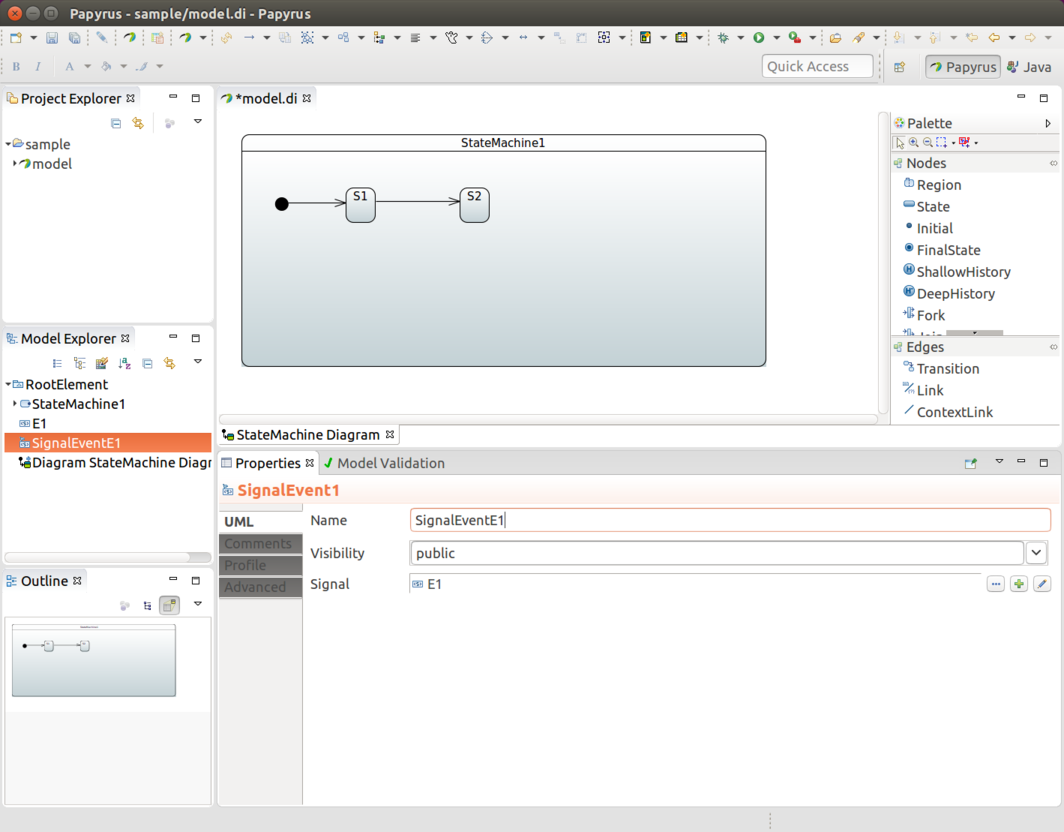 Papyrus - sample/model.di - Papyrus
B I A Quick Access Papyrus Java
Project Explorer
sample
model
*model.di
StateMachine1
S1 S2
Palette
Nodes
Region
State
Initial
FinalState
ShallowHistory
DeepHistory
Fork
Edges
Transition
Link
ContextLink
Model Explorer
RootElement
StateMachine1
E1
SignalEventE1
Diagram StateMachine Diagr
StateMachine Diagram
Outline
Properties Model Validation
SignalEvent1
UML
Comments
Profile
Advanced
Name SignalEventE1
Visibility public
Signal E1